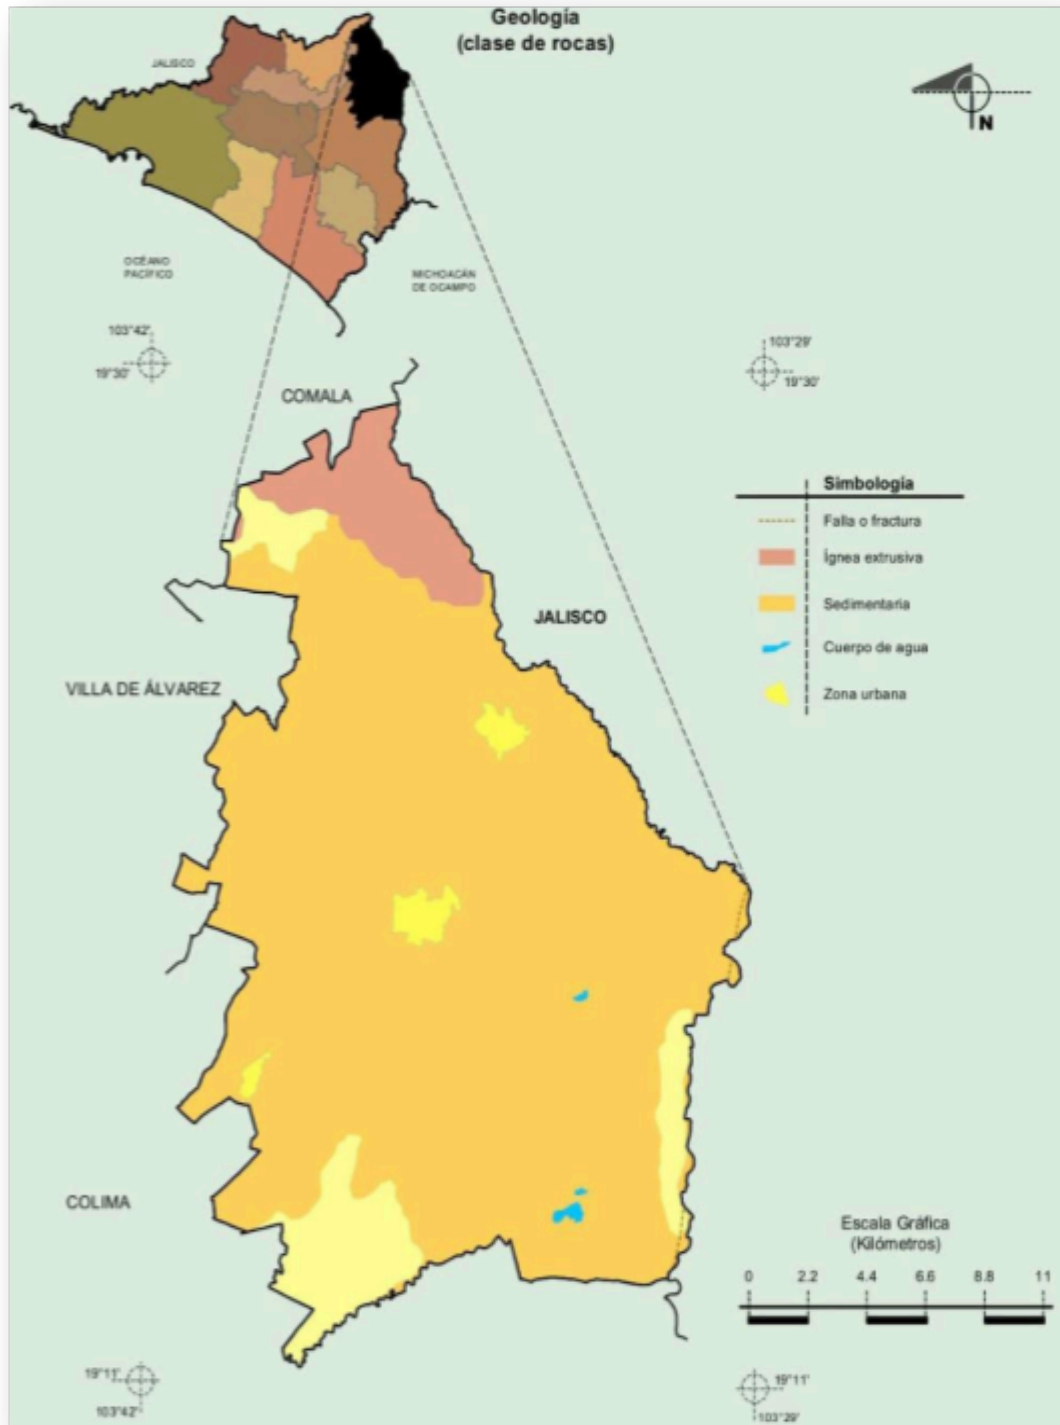 Geología
(clase de rocas)
JALISCO
N
OCÉANO
PACÍFICO
MICHOACÁN
DE OCAMPO
103°42'
19°30'
103°29'
19°30'
COMALA
Simbología
Falla o fractura
Ígnea extrusiva
Sedimentaria
Cuerpo de agua
Zona urbana
JALISCO
VILLA DE ÁLVAREZ
COLIMA
Escala Gráfica
(Kilómetros)
0 2.2 4.4 6.6 8.8 11
19°11'
103°42'
19°11'
103°29'